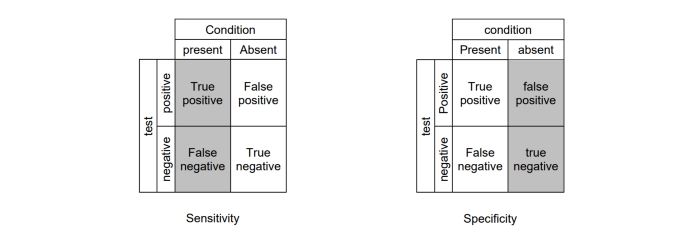 Condition
present Absent
test
positive
True
positive
False
positive
negative
False
negative
True
negative
Sensitivity
condition
Present absent
test
Positive
True
positive
false
positive
negative
False
negative
true
negative
Specificity